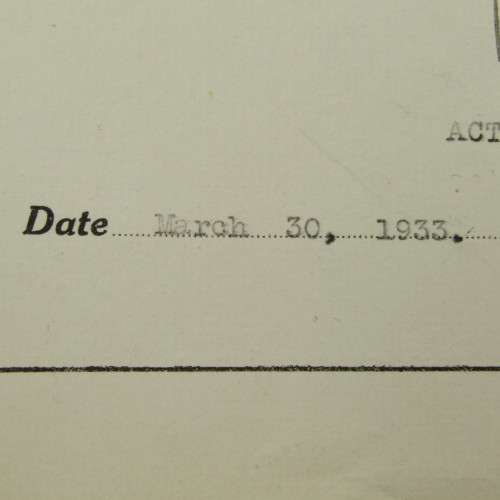 ACT
Date March 30, 1933.